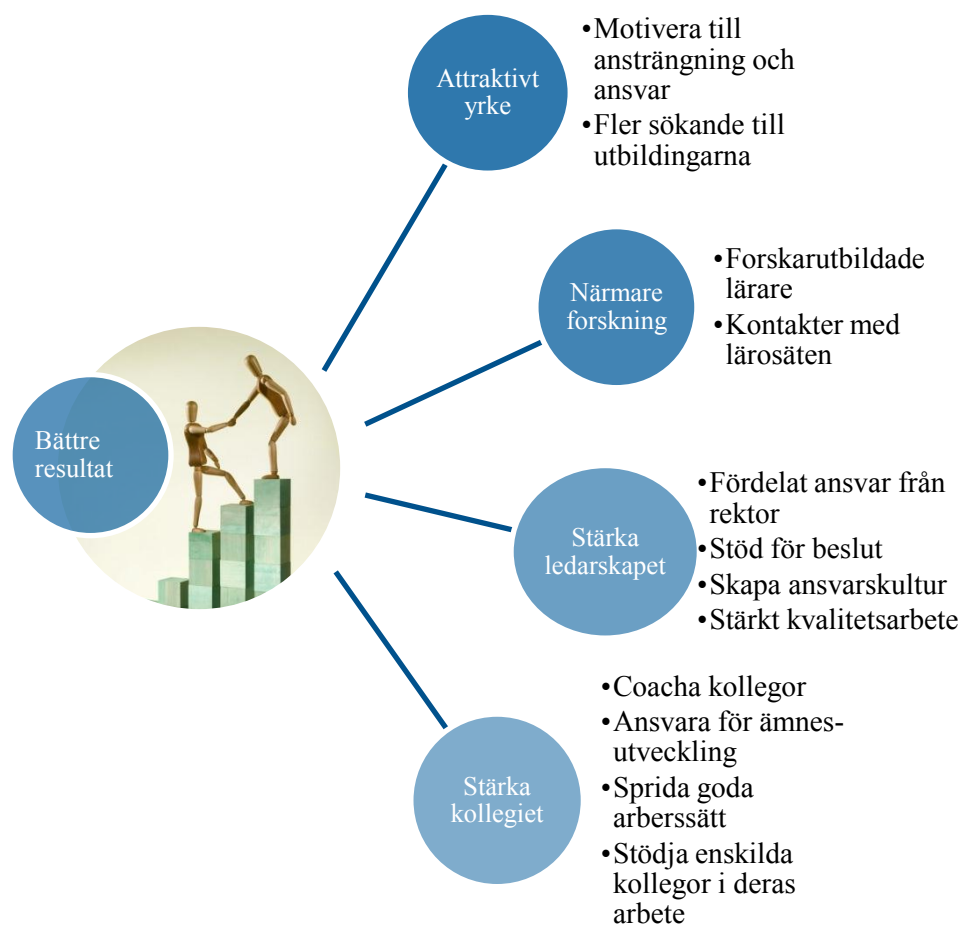 Attraktivt
yrke
•Motivera till
ansträngning och
ansvar
•Fler sökande till
utbildingarna
Närmare
forskning
•Forskarutbildade
lärare
•Kontakter med
lärosäten
Bättre
resultat
Stärka
ledarskapet
•Fördelat ansvar från
rektor
•Stöd för beslut
•Skapa ansvarskultur
•Stärkt kvalitetsarbete
Stärka
kollegiet
•Coacha kollegor
•Ansvara för ämnes-
utveckling
•Sprida goda
arberssätt
•Stödja enskilda
kollegor i deras
arbete